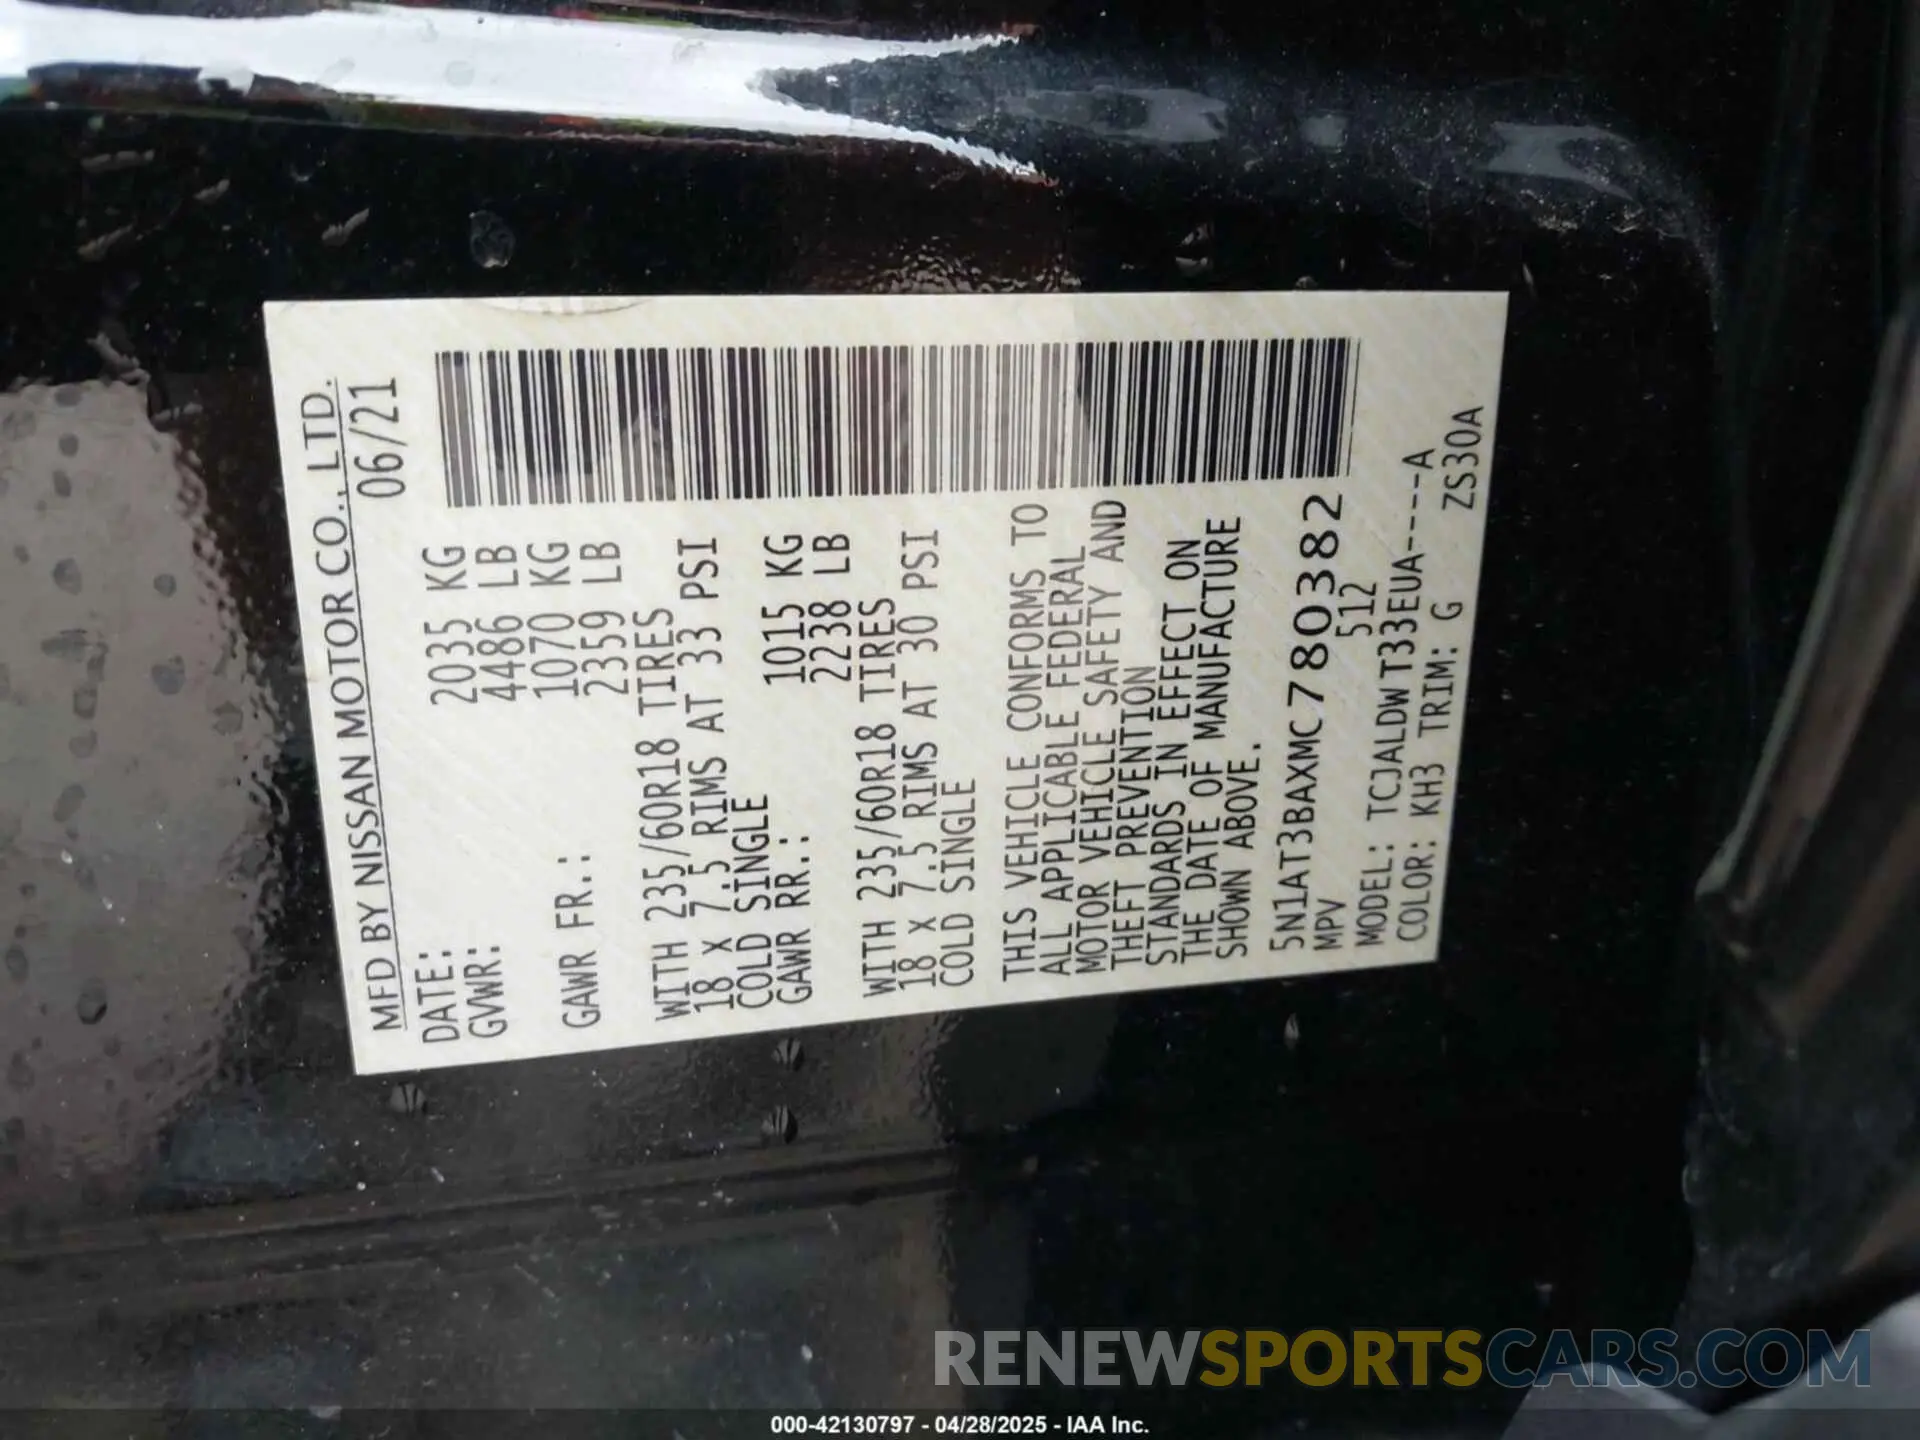 MFD BY NISSAN MOTOR CO., LTD.
DATE: 06/21
GVWR: 2035 KG
4486 LB
GAWR FR.: 1070 KG
2359 LB
WITH 235/60R18 TIRES
18 X 7.5 RIMS AT 33 PSI
COLD SINGLE
GAWR RR.: 1015 KG
2238 LB
WITH 235/60R18 TIRES
18 X 7.5 RIMS AT 30 PSI
COLD SINGLE
THIS VEHICLE CONFORMS TO
ALL APPLICABLE FEDERAL
MOTOR VEHICLE SAFETY AND
THEFT PREVENTION
STANDARDS IN EFFECT ON
THE DATE OF MANUFACTURE
SHOWN ABOVE.
5N1AT3BAXMC780382
MPV 512
MODEL: TCJALDWT33EUA----A
COLOR: KH3 TRIM: G ZS30A
RENEWSPORTSCARS.COM
000-42130797 - 04/28/2025 - IAA Inc.